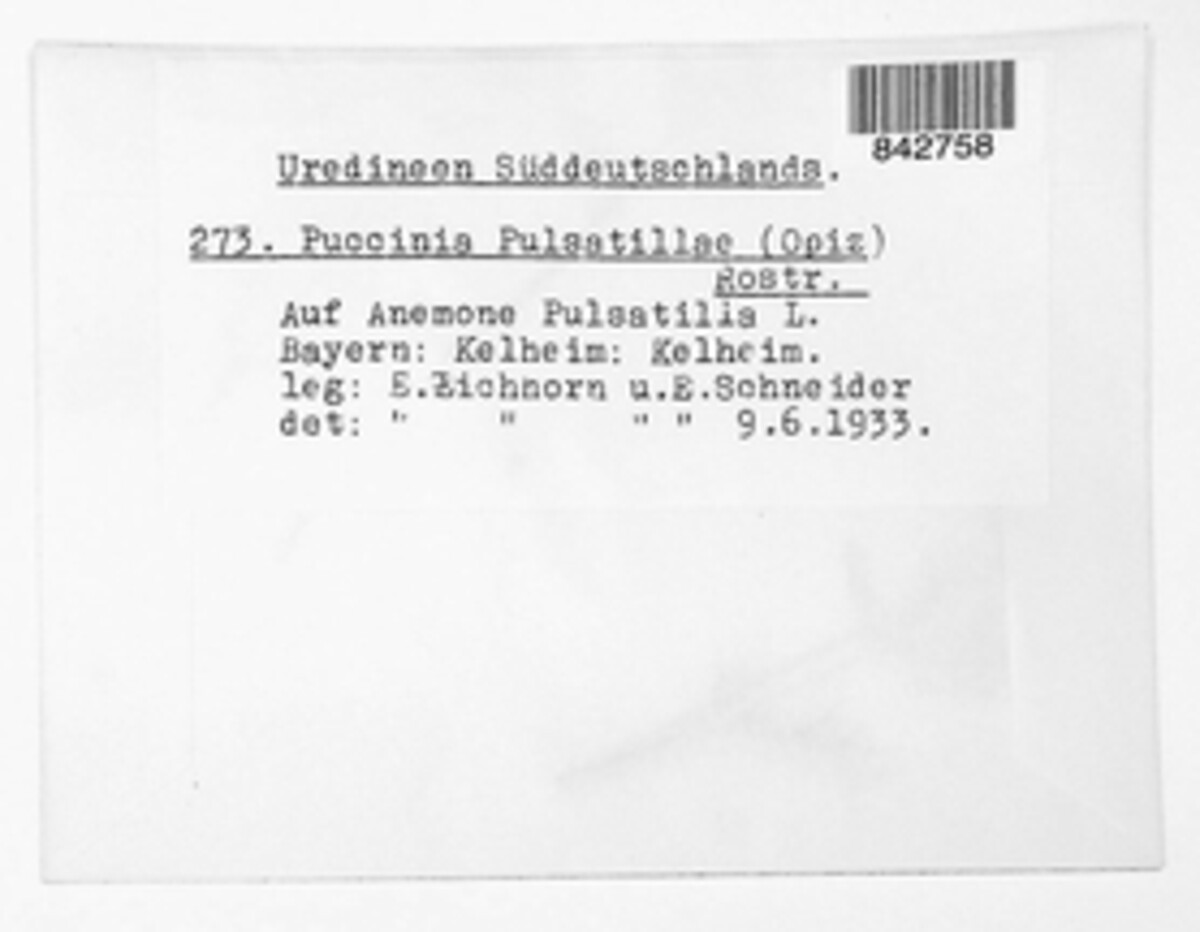 842758
Uredineen Süddeutschlands.
273. Puccinia Pulsatillae (Opiz)
Rostr.
Auf Anemone Pulsatilla L.
Bayern: Kelheim: Kelheim.
leg: E.Eichhorn u.E.Schneider
det: " " " " 9.6.1933.